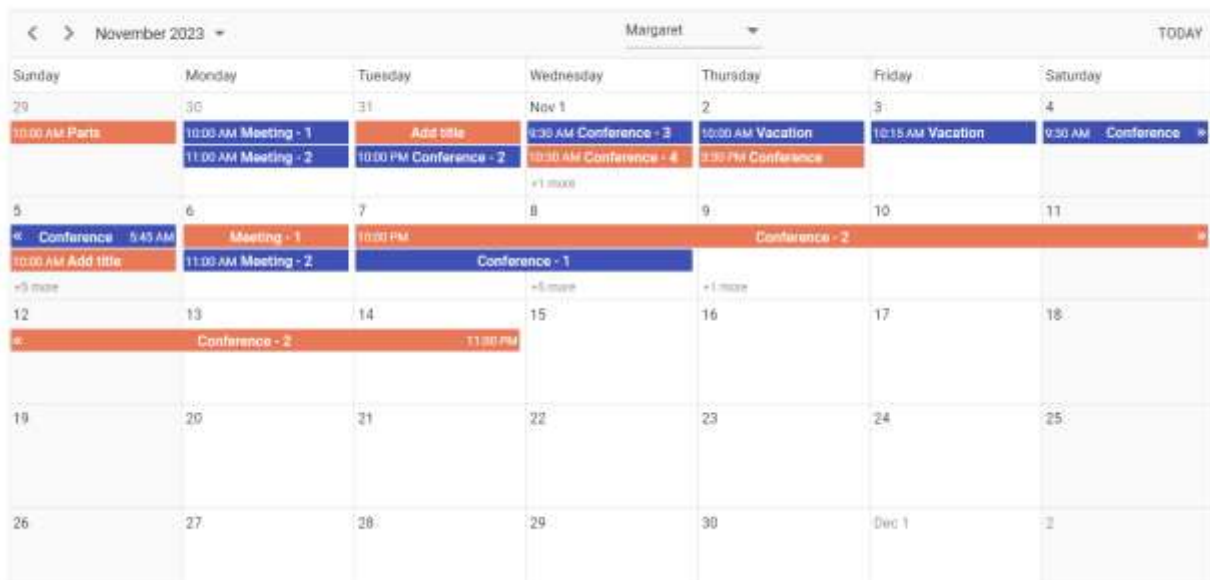 November 2023 Margaret TODAY
Sunday Monday Tuesday Wednesday Thursday Friday Saturday
29 30 31 Nov 1 2 3 4
10:00 AM Paris 10:00 AM Meeting - 1 Add title 9:30 AM Conference - 3 10:00 AM Vacation 10:15 AM Vacation 9:30 AM Conference »
11:00 AM Meeting - 2 10:00 PM Conference - 2 10:30 AM Conference - 4 3:30 PM Conference
+1 more
5 6 7 8 9 10 11
« Conference 5:45 AM Meeting - 1 10:00 PM Conference - 2 »
10:00 AM Add title 11:00 AM Meeting - 2 Conference - 1
+5 more +5 more +1 more
12 13 14 15 16 17 18
« Conference - 2 11:00 PM
19 20 21 22 23 24 25
26 27 28 29 30 Dec 1 2